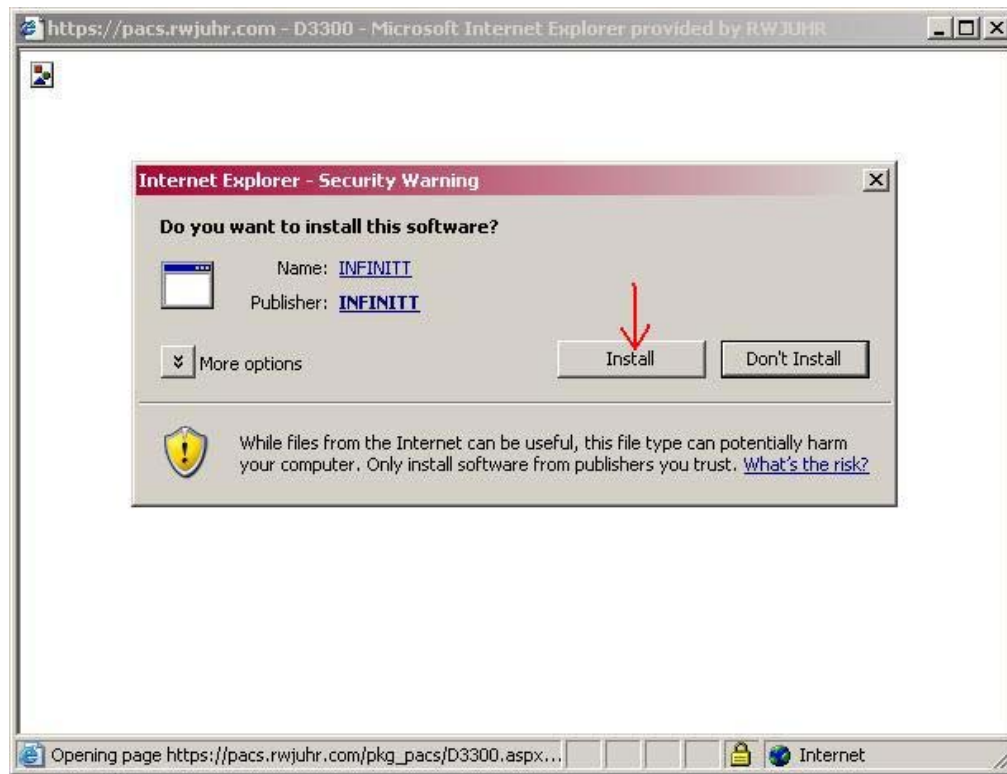 https://pacs.rwjuhr.com - D3300 - Microsoft Internet Explorer provided by RWJUHR
Internet Explorer - Security Warning
Do you want to install this software?
Name: INFINITT
Publisher: INFINITT
More options
Install
Don't Install
While files from the Internet can be useful, this file type can potentially harm
your computer. Only install software from publishers you trust. What's the risk?
Opening page https://pacs.rwjuhr.com/pkg_pacs/D3300.aspx...
Internet